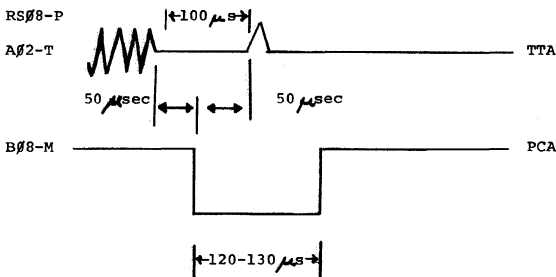 RSØ8-P
100 μs
AØ2-T TTA
50 μsec 50 μsec
BØ8-M PCA
120-130 μs